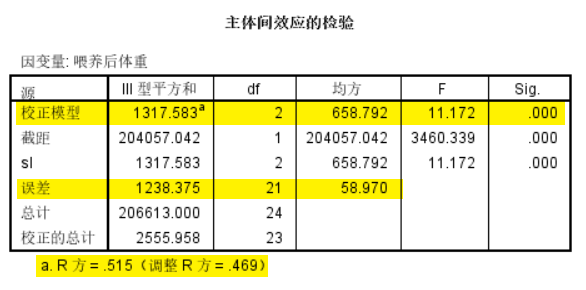 主体间效应的检验
因变量: 喂养后体重
源 III 型平方和 df 均方 F Sig.
校正模型 1317.583a 2 658.792 11.172 .000
截距 204057.042 1 204057.042 3460.339 .000
sl 1317.583 2 658.792 11.172 .000
误差 1238.375 21 58.970
总计 206613.000 24
校正的总计 2555.958 23
a. R 方 = .515（调整 R 方 = .469）